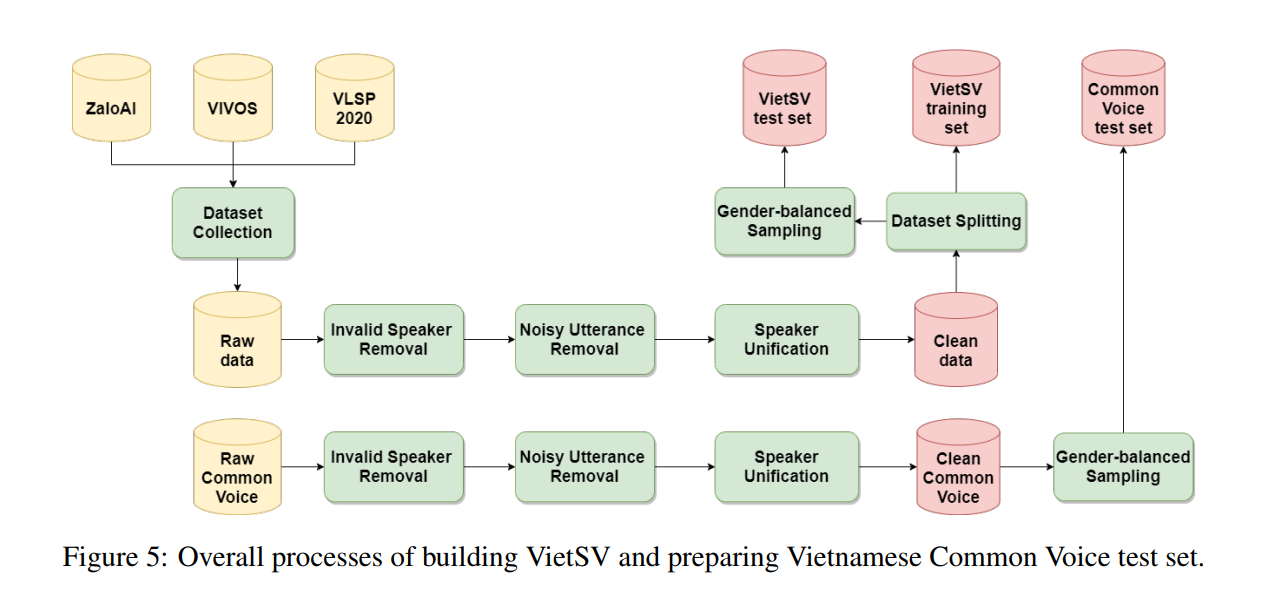 ZaloAI
VIVOS
VLSP
2020
VietSV
test set
VietSV
training
set
Common
Voice
test set
Dataset
Collection
Gender-balanced
Sampling
Dataset Splitting
Raw
data
Invalid Speaker
Removal
Noisy Utterance
Removal
Speaker
Unification
Clean
data
Raw
Common
Voice
Invalid Speaker
Removal
Noisy Utterance
Removal
Speaker
Unification
Clean
Common
Voice
Gender-balanced
Sampling
Figure 5: Overall processes of building VietSV and preparing Vietnamese Common Voice test set.